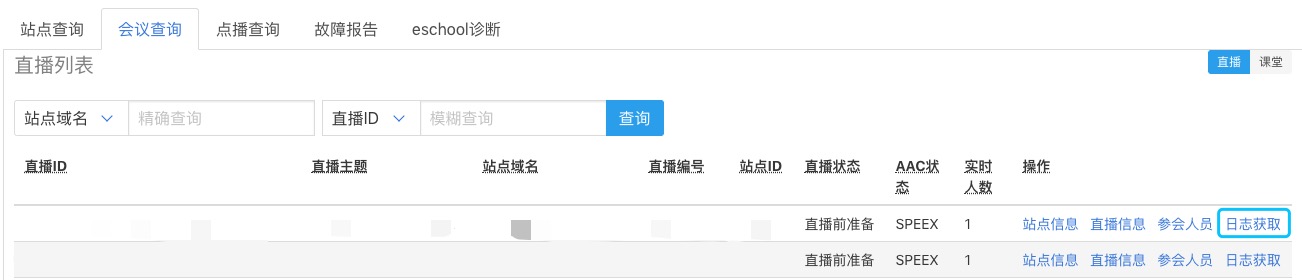 站点查询 会议查询 点播查询 故障报告 eschool诊断
直播列表 直播 课堂
站点域名 精确查询 直播ID 模糊查询 查询
直播ID 直播主题 站点域名 直播编号 站点ID 直播状态 AAC状 实时 操作
态 人数
直播前准备 SPEEX 1 站点信息 直播信息 参会人员 日志获取
直播前准备 SPEEX 1 站点信息 直播信息 参会人员 日志获取